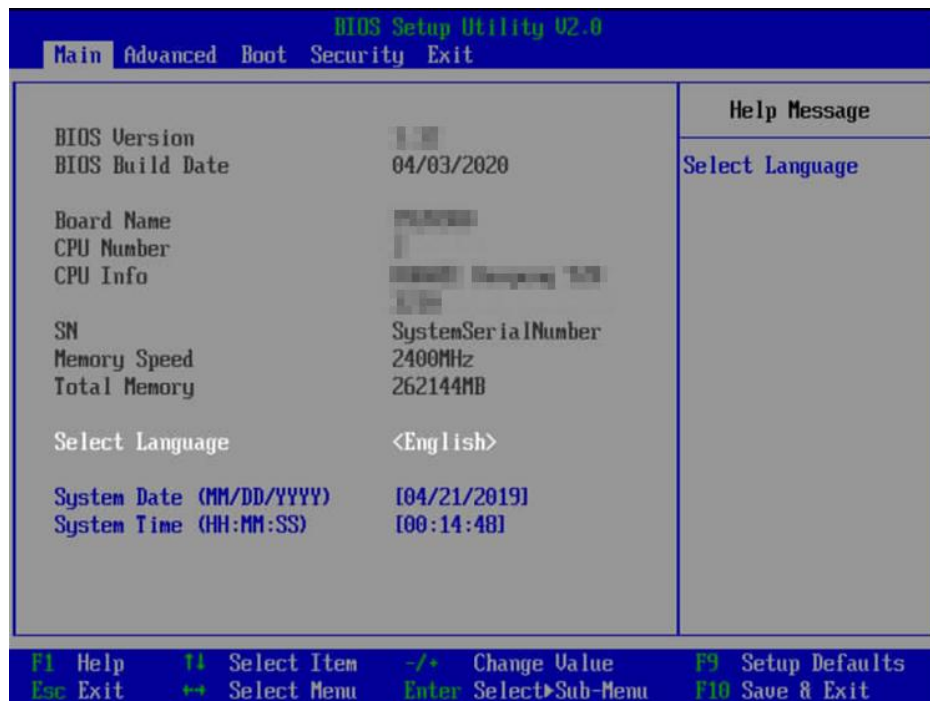 BIOS Setup Utility V2.0
Main Advanced Boot Security Exit
Help Message
Select Language
BIOS Version
BIOS Build Date 04/03/2020
Board Name
CPU Number
CPU Info
SN SystemSerialNumber
Memory Speed 2400MHz
Total Memory 262144MB
Select Language <English>
System Date (MM/DD/YYYY) [04/21/2019]
System Time (HH:MM:SS) [00:14:48]
F1 Help ↑↓ Select Item -/+ Change Value F9 Setup Defaults
Esc Exit ←→ Select Menu Enter Select▶Sub-Menu F10 Save & Exit